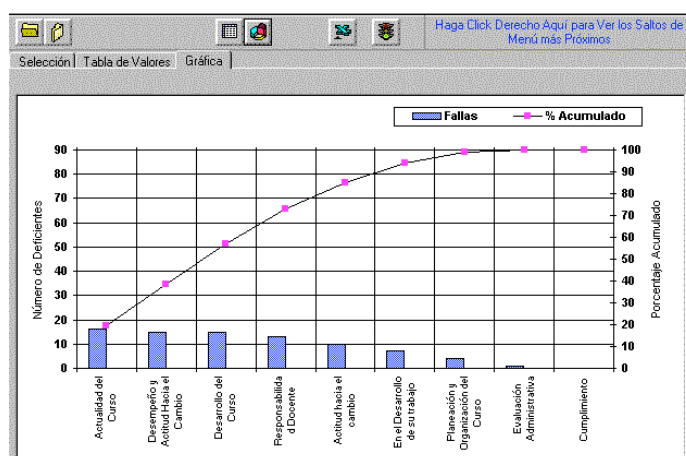 Haga Click Derecho Aquí para Ver los Saltos de
Menú más Próximos
Selección
Tabla de Valores
Gráfica
Fallas
% Acumulado
Número de Deficientes
90
80
70
60
50
40
30
20
10
0
100
90
80
70
60
50
40
30
20
10
0
Porcentaje Acumulado
Actualidad del
Curso
Desempeño y
Actitud Hacia el
Cambio
Desarrollo del
Curso
Responsabilida
d Docente
Actitud hacia el
cambio
En el Desarrollo
de su trabajo
Planeación y
Organización del
Curso
Evaluación
Administrativa
Cumplimiento